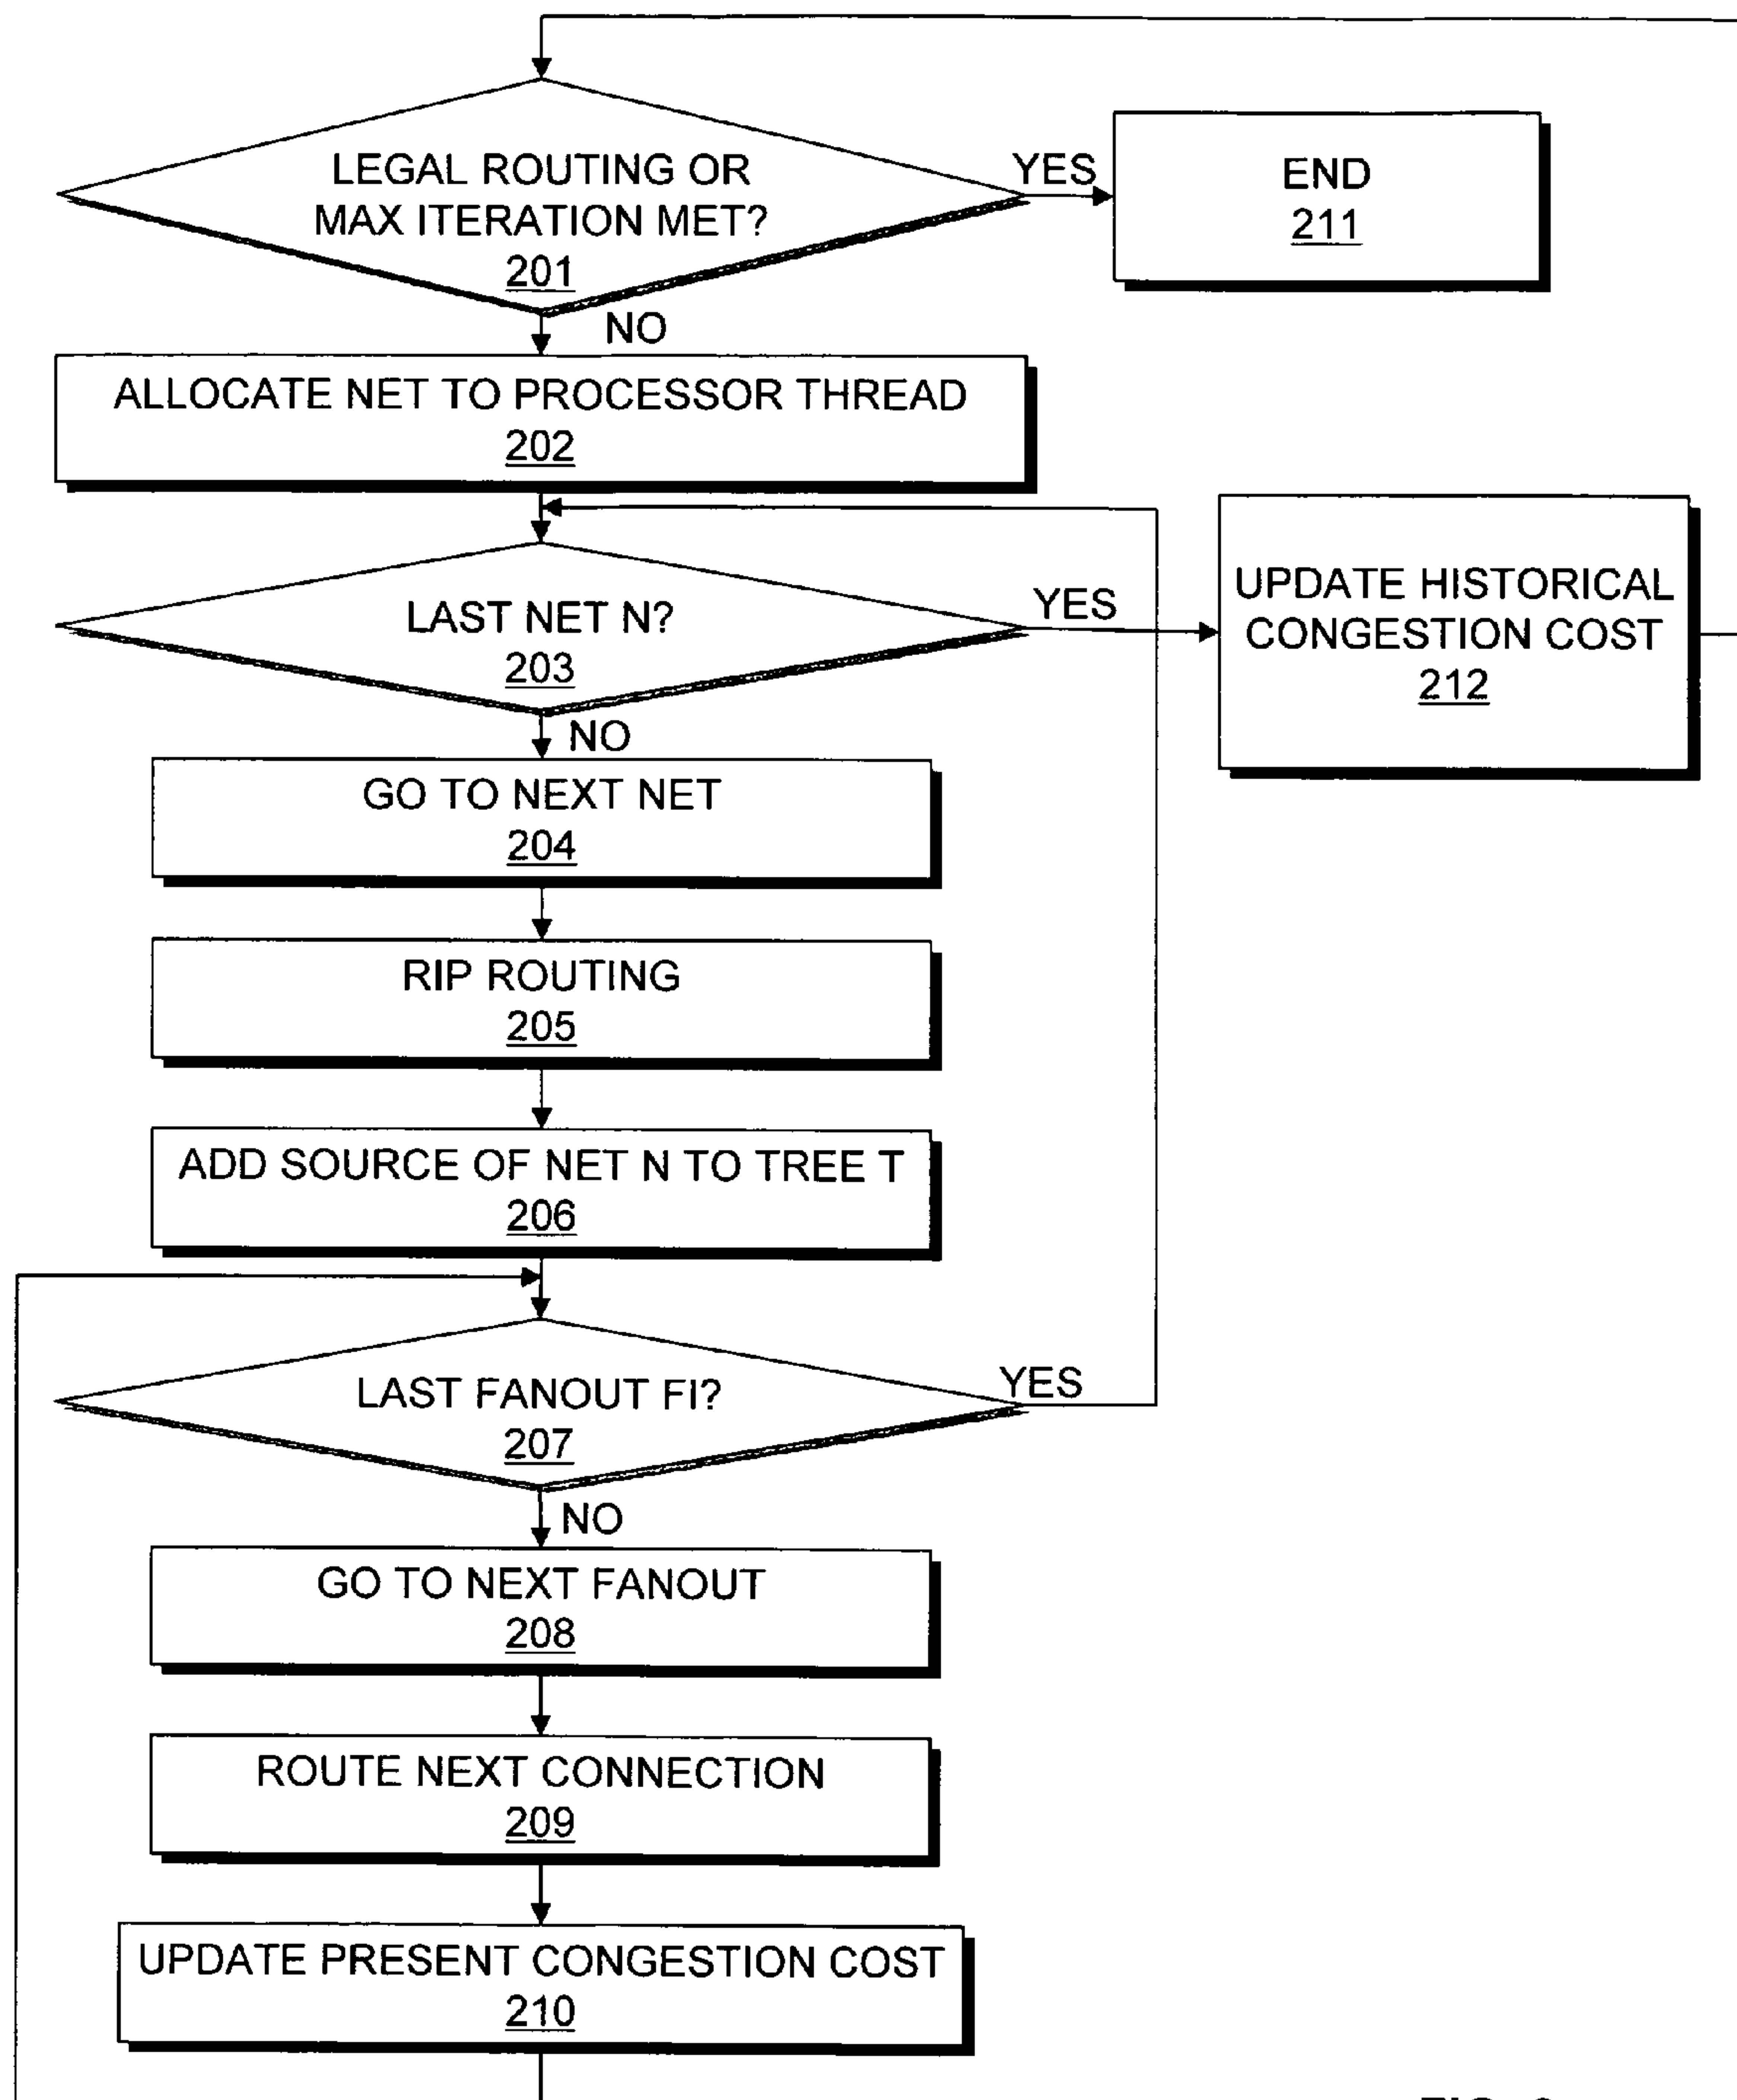 LEGAL ROUTING OR
MAX ITERATION MET?
201
YES
END
211
NO
ALLOCATE NET TO PROCESSOR THREAD
202
LAST NET N?
203
YES
UPDATE HISTORICAL
CONGESTION COST
212
NO
GO TO NEXT NET
204
RIP ROUTING
205
ADD SOURCE OF NET N TO TREE T
206
LAST FANOUT FI?
207
YES
NO
GO TO NEXT FANOUT
208
ROUTE NEXT CONNECTION
209
UPDATE PRESENT CONGESTION COST
210